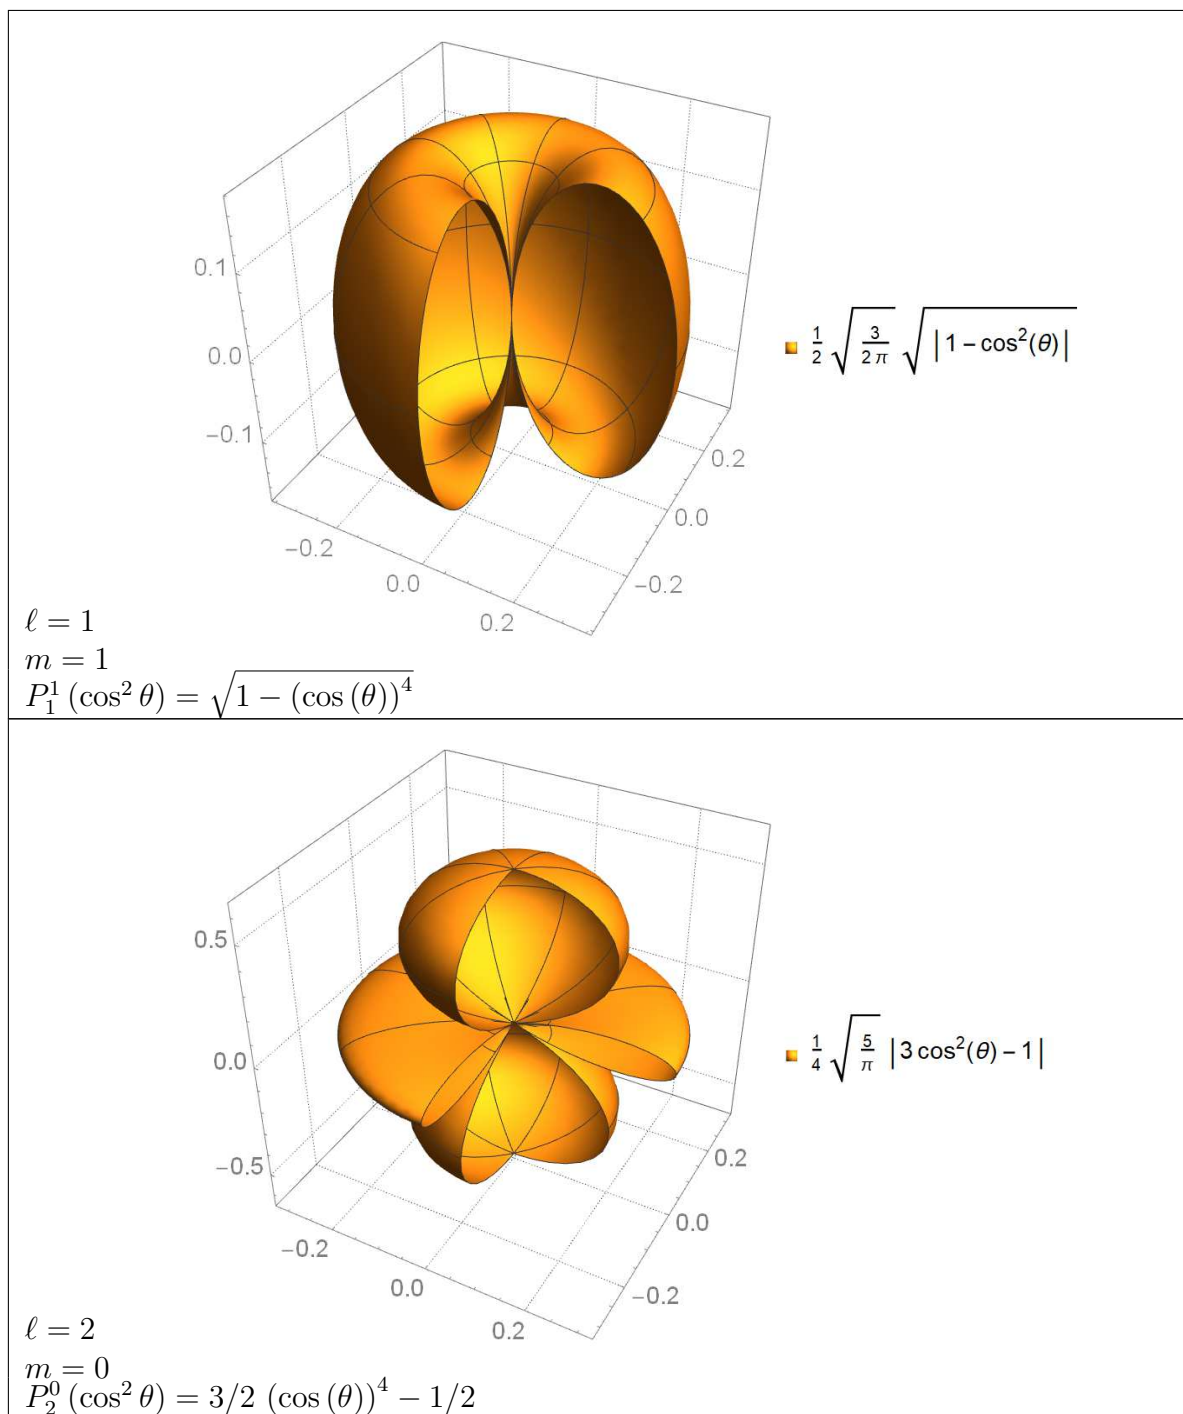 0.1
0.0
−0.1
−0.2
0.0
0.2
0.2
0.0
−0.2
1/2 √(3/(2 π)) √(|1 − cos²(θ)|)
ℓ = 1
m = 1
P₁¹ (cos² θ) = √(1 − (cos (θ))⁴)
0.5
0.0
−0.5
−0.2
0.0
0.2
0.2
0.0
−0.2
1/4 √(5/π) |3 cos²(θ) − 1|
ℓ = 2
m = 0
P₂⁰ (cos² θ) = 3/2 (cos (θ))⁴ − 1/2